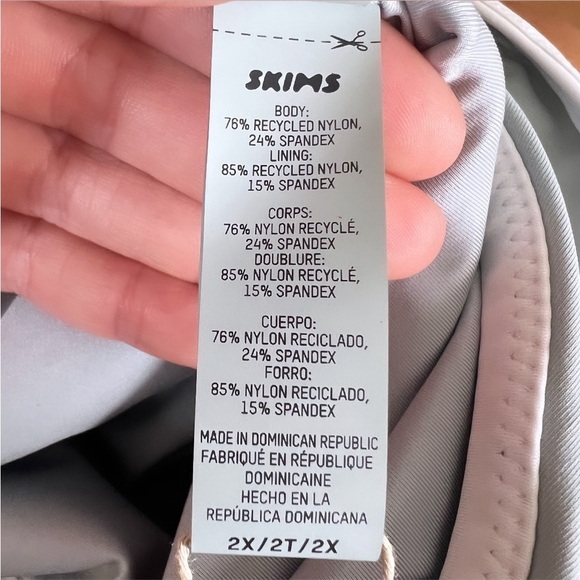 SKIMS
BODY:
76% RECYCLED NYLON,
24% SPANDEX
LINING:
85% RECYCLED NYLON,
15% SPANDEX
CORPS:
76% NYLON RECYCLÉ,
24% SPANDEX
DOUBLURE:
85% NYLON RECYCLÉ,
15% SPANDEX
CUERPO:
76% NYLON RECICLADO,
24% SPANDEX
FORRO:
85% NYLON RECICLADO,
15% SPANDEX
MADE IN DOMINICAN REPUBLIC
FABRIQUÉ EN RÉPUBLIQUE
DOMINICAINE
HECHO EN LA
REPÚBLICA DOMINICANA
2X/2T/2X